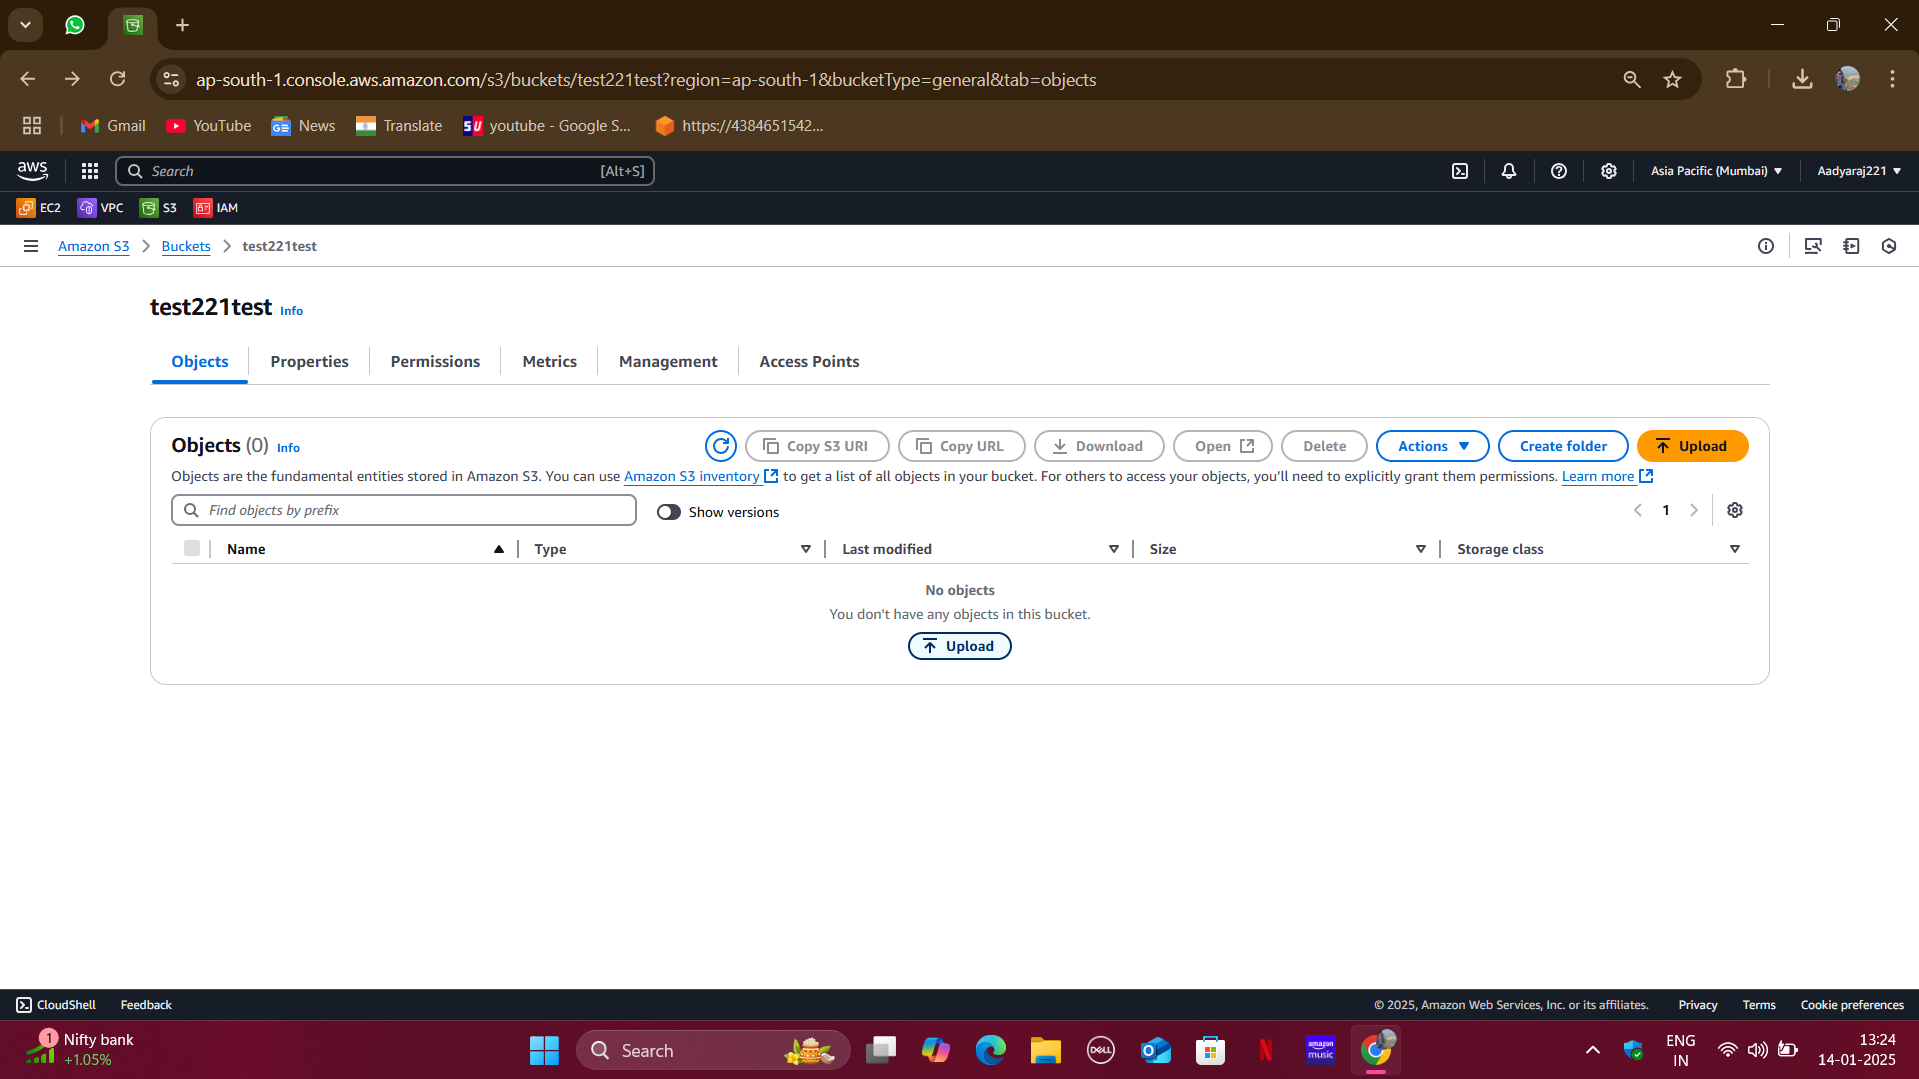 ap-south-1.console.aws.amazon.com/s3/buckets/test221test?region=ap-south-1&bucketType=general&tab=objects
Gmail YouTube News Translate SU youtube - Google S... https://4384651542...
aws Search [Alt+S] Asia Pacific (Mumbai) Aadyaraj221
EC2 VPC S3 IAM
Amazon S3 Buckets test221test
test221test Info
Objects Properties Permissions Metrics Management Access Points
Objects (0) Info Copy S3 URI Copy URL Download Open Delete Actions Create folder Upload
Objects are the fundamental entities stored in Amazon S3. You can use Amazon S3 inventory to get a list of all objects in your bucket. For others to access your objects, you’ll need to explicitly grant them permissions. Learn more
Find objects by prefix Show versions 1
Name Type Last modified Size Storage class
No objects
You don't have any objects in this bucket.
Upload
CloudShell Feedback © 2025, Amazon Web Services, Inc. or its affiliates. Privacy Terms Cookie preferences
1 Nifty bank
+1.05%
Search
DELL
amazon music
ENG
IN
13:24
14-01-2025